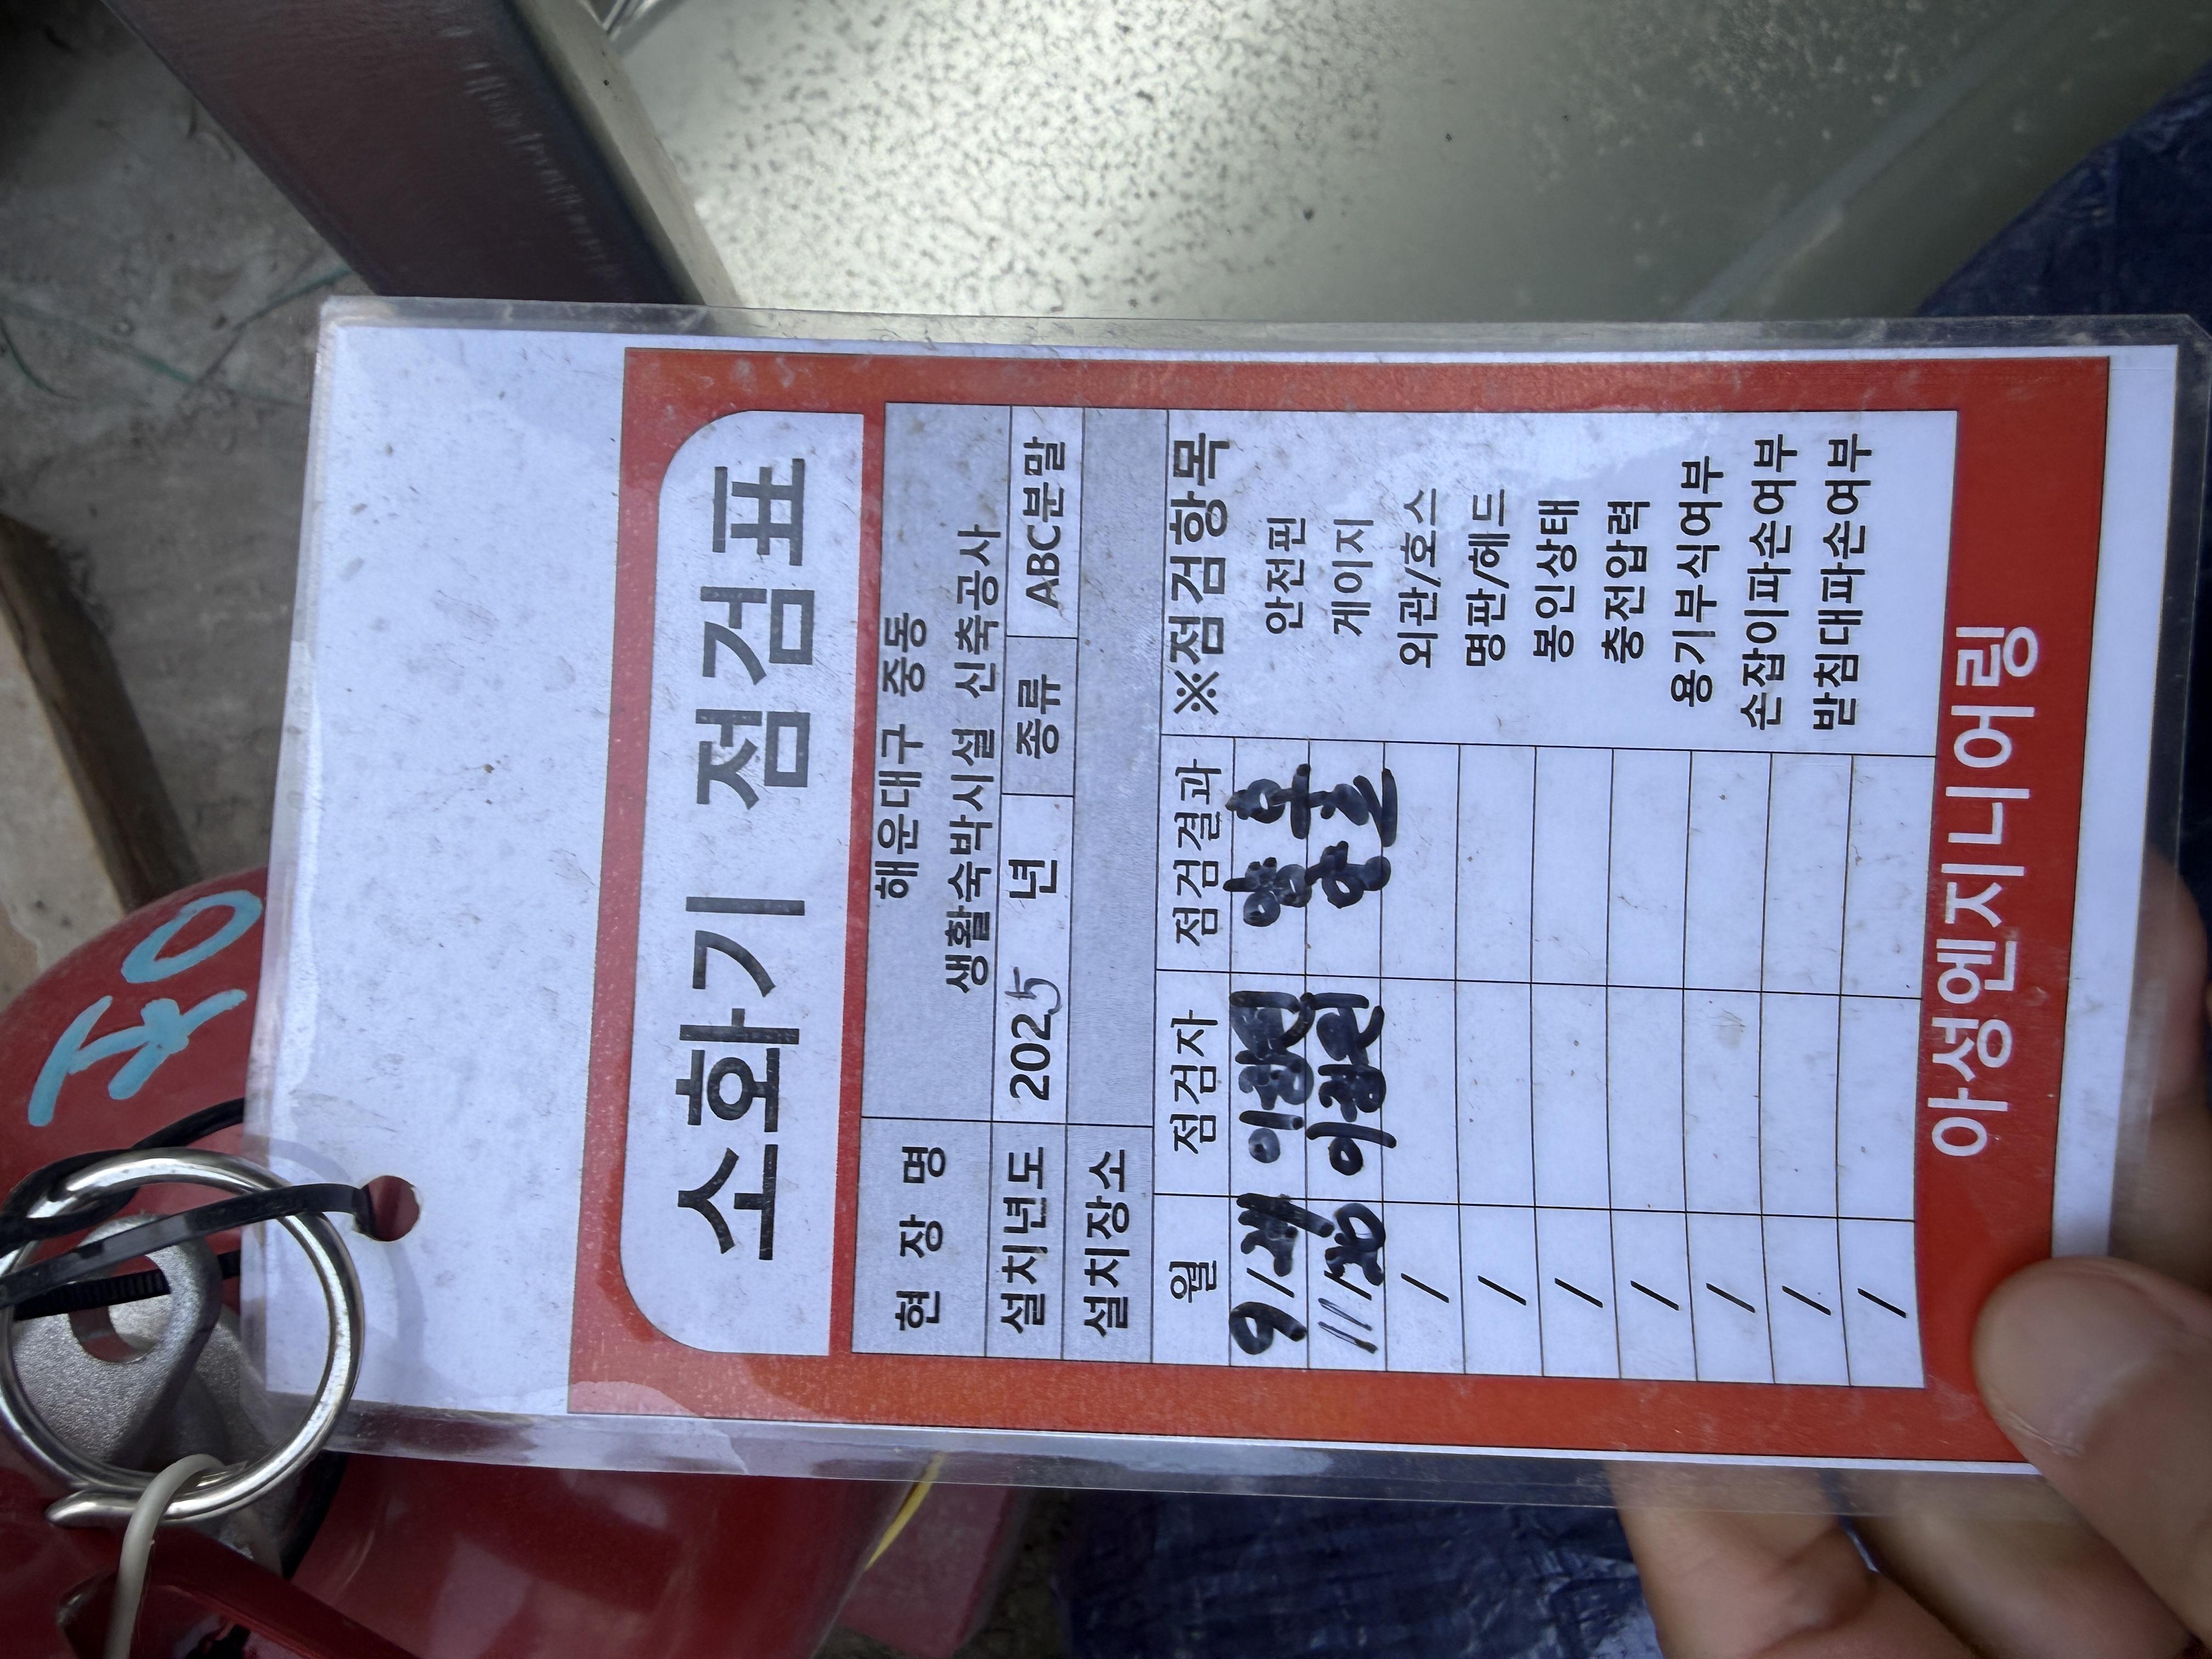 소화기 점검표
현 장 명
해운대구 중동
생활숙박시설 신축공사
설치년도 2025 년 종류 ABC분말
설치장소
월 점검자 점검결과 ※점검항목
9/ 양호
11/20 양호
/
/
/
/
/
/
/
안전핀
게이지
외관/호스
명판/헤드
봉인상태
충전압력
용기부식여부
손잡이파손여부
받침대파손여부
아성엔지니어링